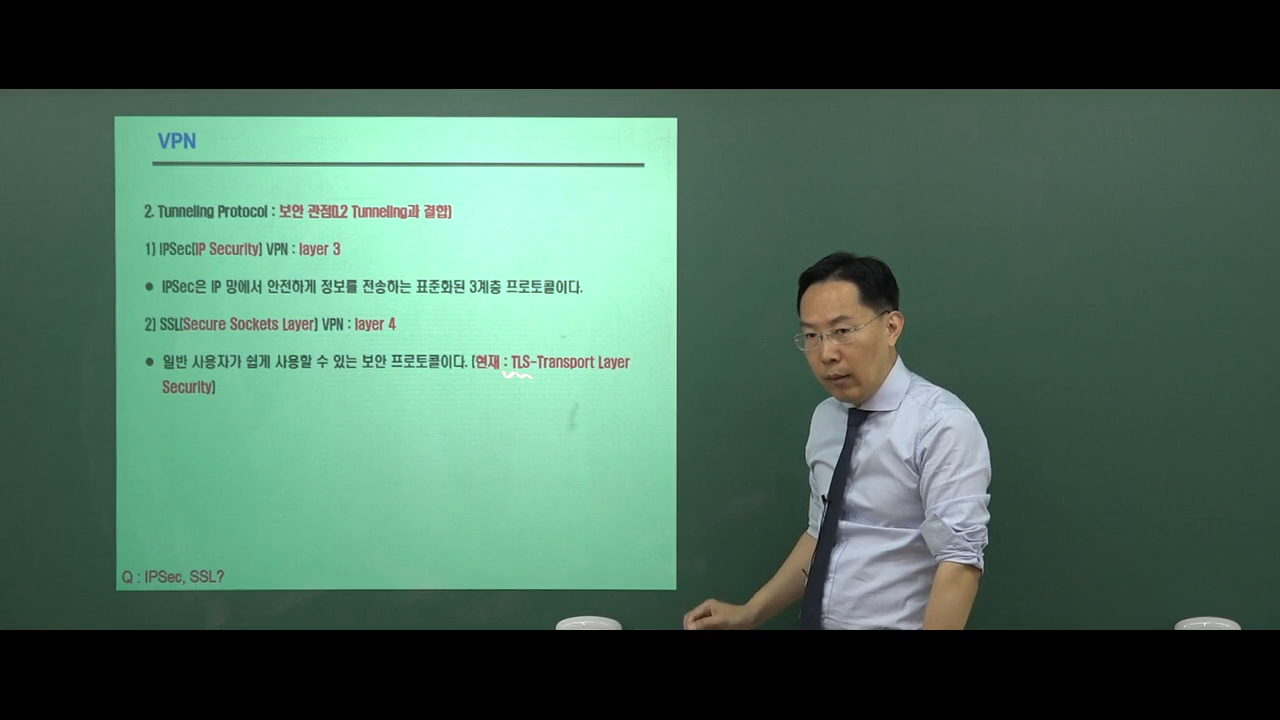 VPN
2. Tunneling Protocol : 보안 관점(L2 Tunneling과 결합)
1) IPSec(IP Security) VPN : layer 3
● IPSec은 IP 망에서 안전하게 정보를 전송하는 표준화된 3계층 프로토콜이다.
2) SSL(Secure Sockets Layer) VPN : layer 4
● 일반 사용자가 쉽게 사용할 수 있는 보안 프로토콜이다. (현재 : TLS-Transport Layer
Security)
Q : IPSec, SSL?